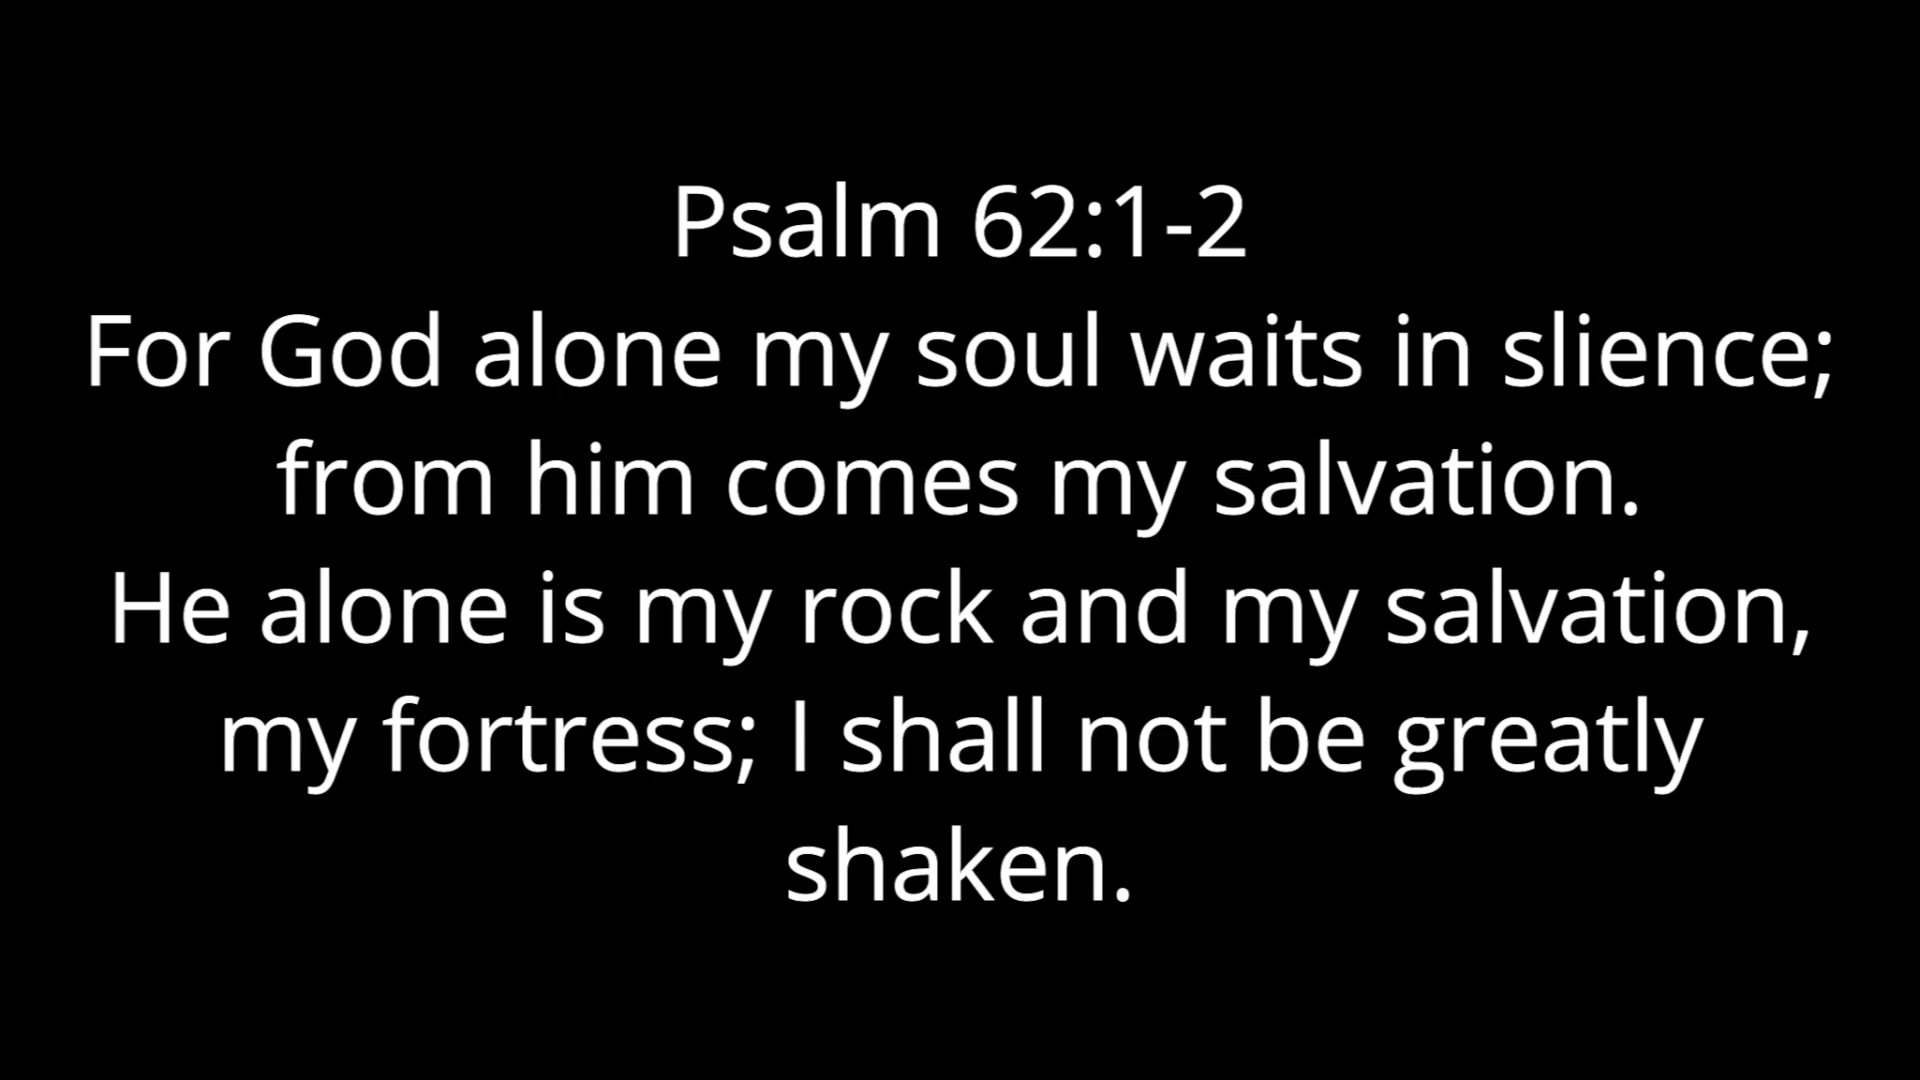 Psalm 62:1-2
For God alone my soul waits in slience;
from him comes my salvation.
He alone is my rock and my salvation,
my fortress; I shall not be greatly
shaken.